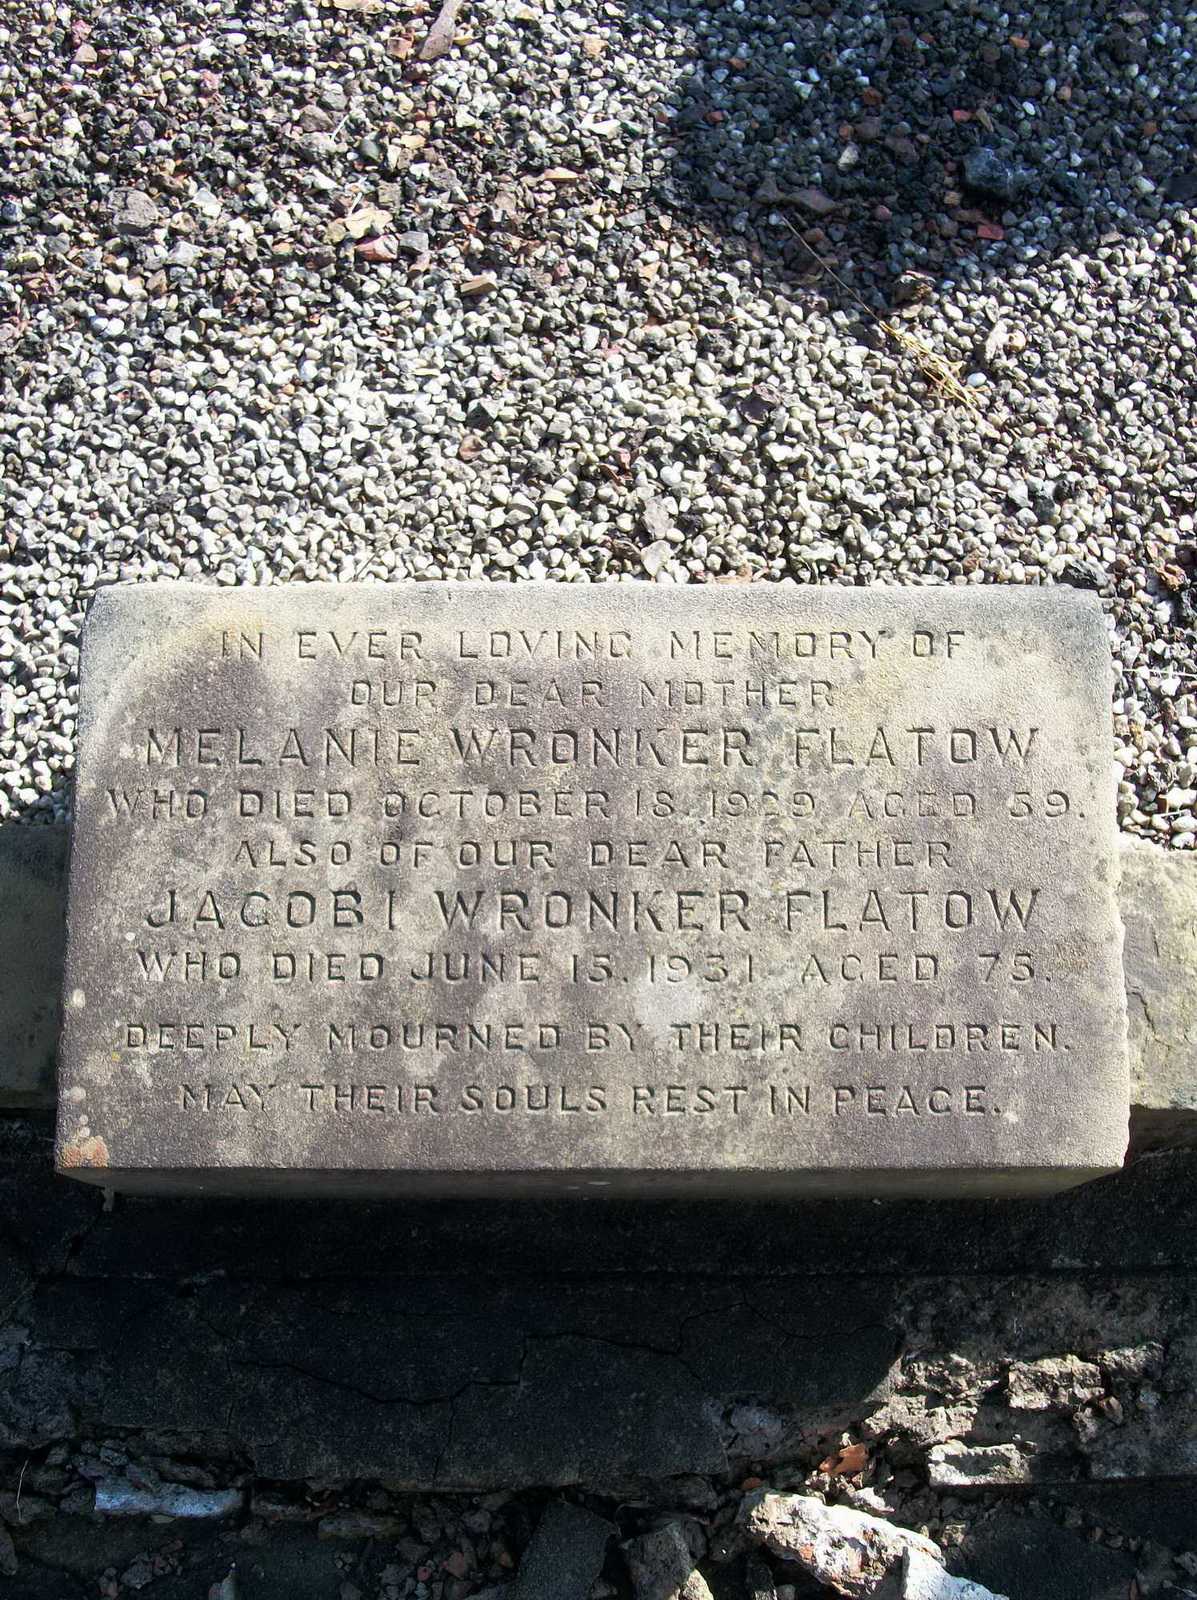 IN EVER LOVING MEMORY OF
OUR DEAR MOTHER
MELANIE WRONKER FLATOW
WHO DIED OCTOBER 18, 1929 AGED 59.
ALSO OF OUR DEAR FATHER
JACOBI WRONKER FLATOW
WHO DIED JUNE 15, 1931 AGED 75.
DEEPLY MOURNED BY THEIR CHILDREN.
MAY THEIR SOULS REST IN PEACE.